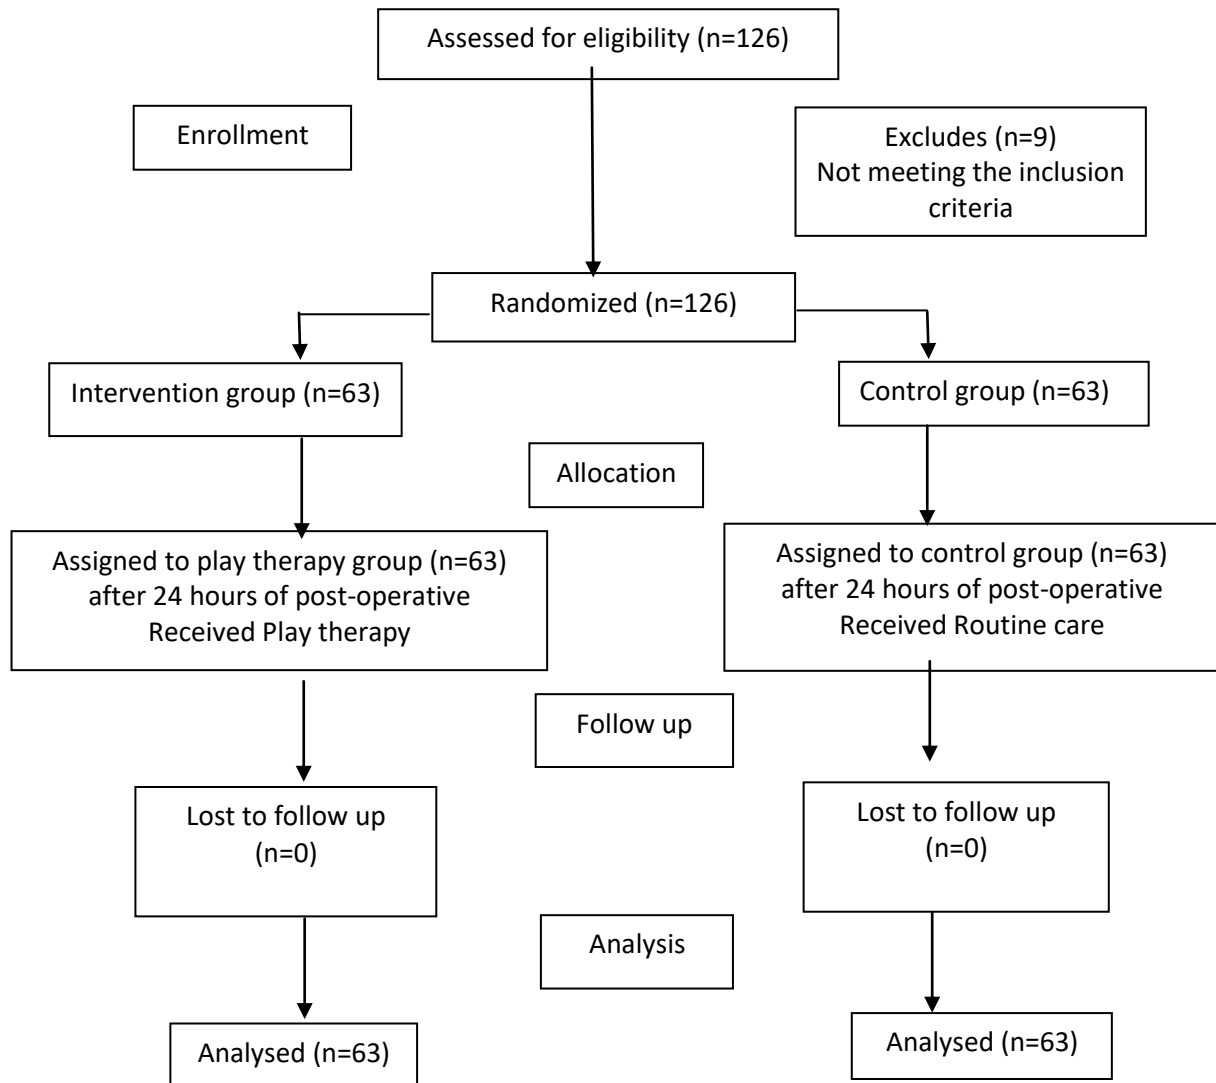 Assessed for eligibility (n=126)
Enrollment
Excludes (n=9)
Not meeting the inclusion
criteria
Randomized (n=126)
Intervention group (n=63)
Control group (n=63)
Allocation
Assigned to play therapy group (n=63)
after 24 hours of post-operative
Received Play therapy
Assigned to control group (n=63)
after 24 hours of post-operative
Received Routine care
Follow up
Lost to follow up
(n=0)
Lost to follow up
(n=0)
Analysis
Analysed (n=63)
Analysed (n=63)